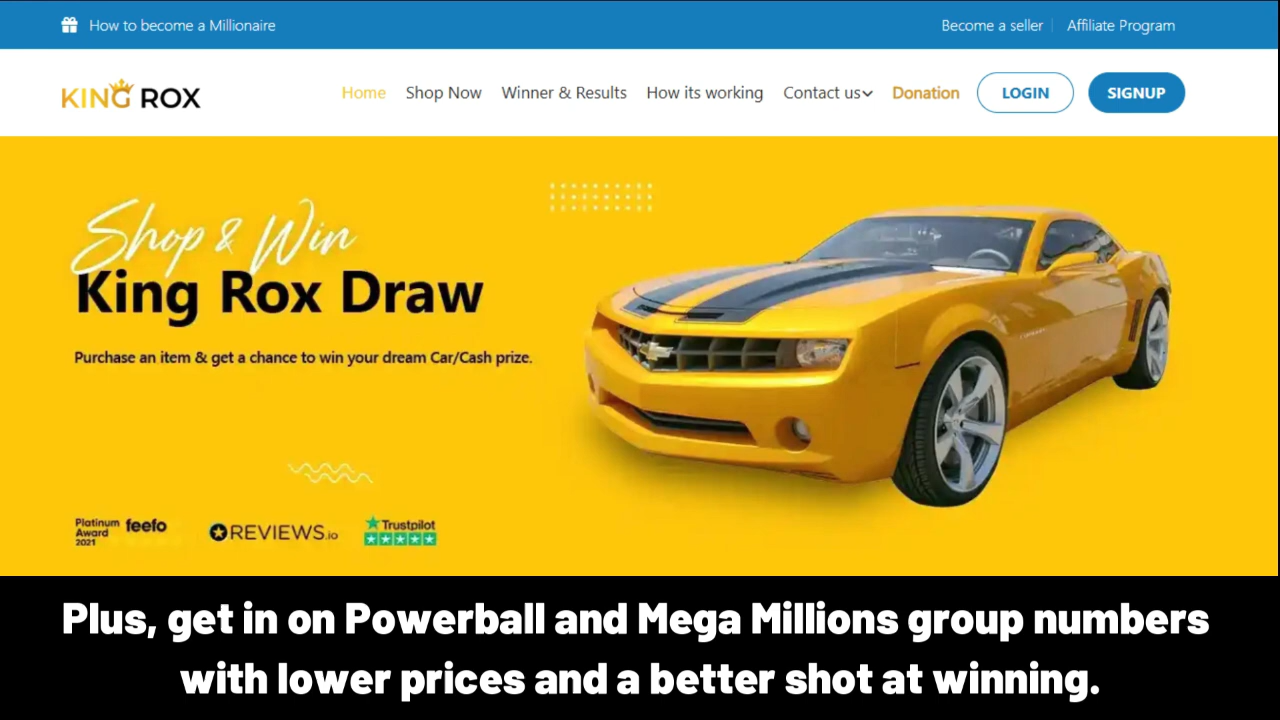 How to become a Millionaire
Become a seller
Affiliate Program
KING ROX
Home
Shop Now
Winner & Results
How its working
Contact us
Donation
LOGIN
SIGNUP
Shop & Win
King Rox Draw
Purchase an item & get a chance to win your dream Car/Cash prize.
Platinum
Award
2021
feefo
REVIEWS.io
Trustpilot
Plus, get in on Powerball and Mega Millions group numbers
with lower prices and a better shot at winning.